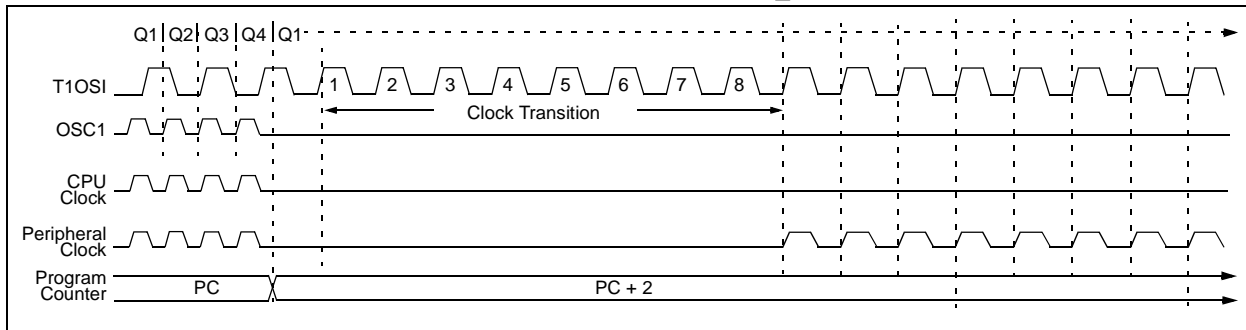 Q1 Q2 Q3 Q4 Q1
T1OSI
1 2 3 4 5 6 7 8
Clock Transition
OSC1
CPU
Clock
Peripheral
Clock
Program
Counter
PC
PC + 2